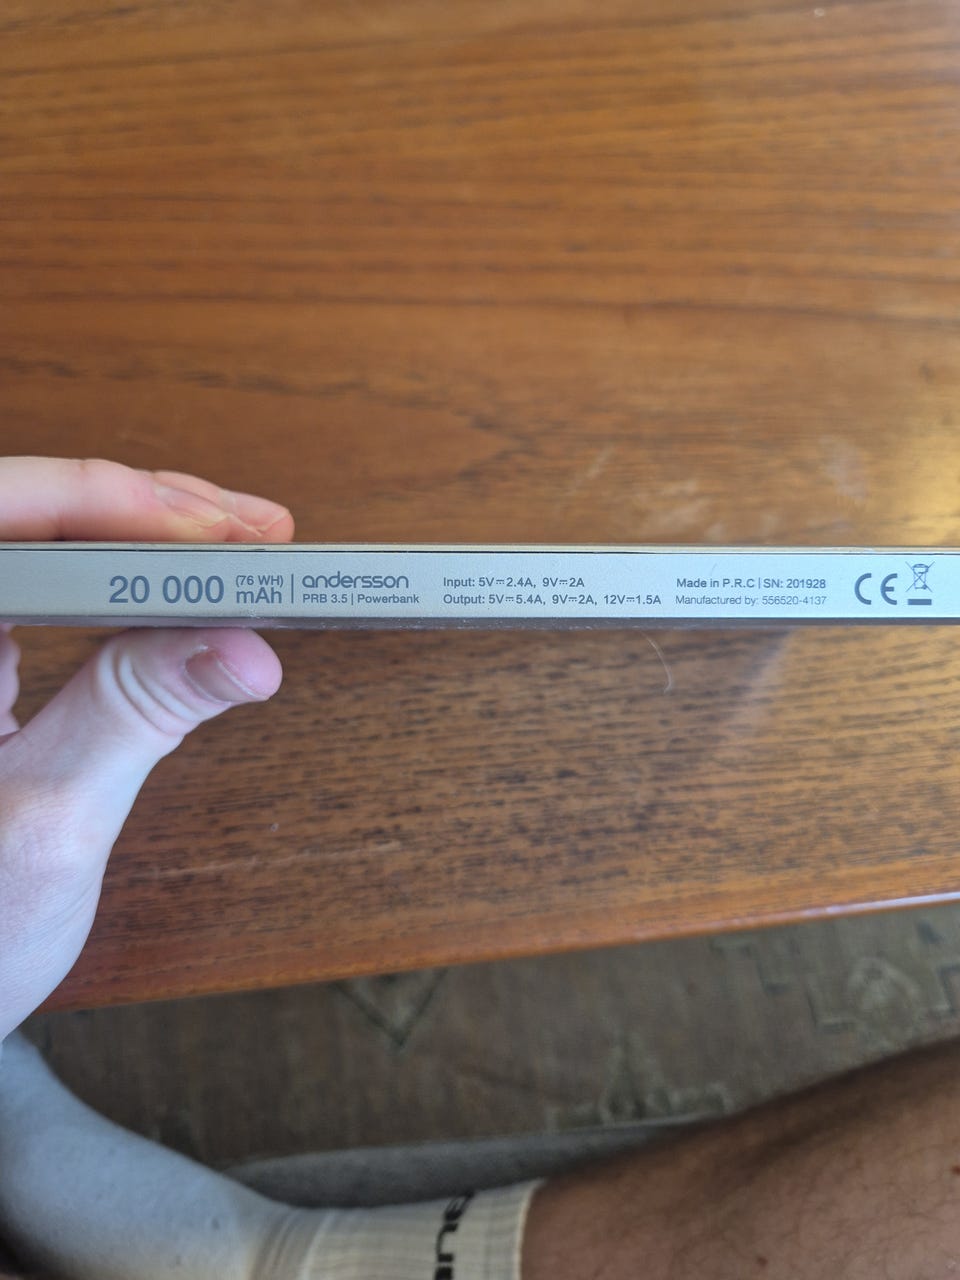 20 000 (76 WH) mAh
andersson
PRB 3.5 | Powerbank
Input: 5V⎓2.4A, 9V⎓2A
Output: 5V⎓5.4A, 9V⎓2A, 12V⎓1.5A
Made in P.R.C | SN: 201928
Manufactured by: 556520-4137
CE